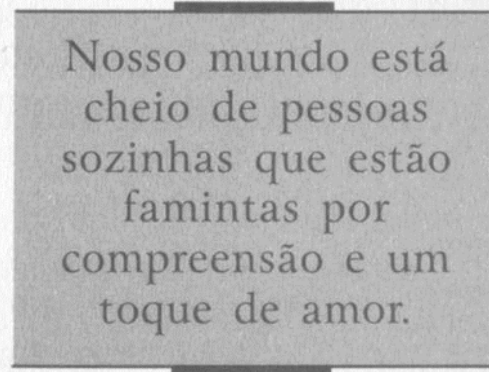 Nosso mundo está
cheio de pessoas
sozinhas que estão
famintas por
compreensão e um
toque de amor.